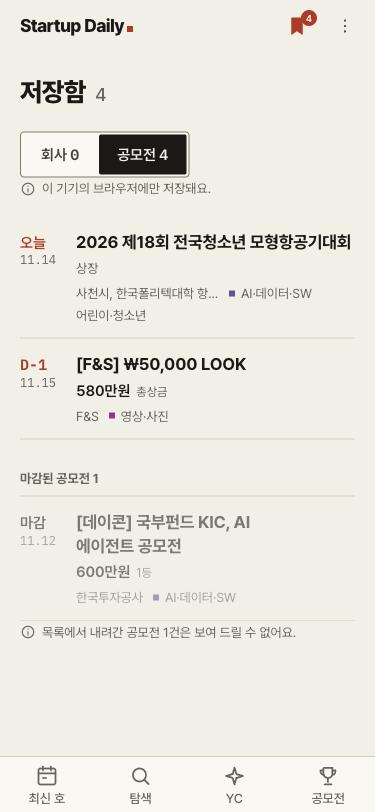 Startup Daily
4
저장함 4
회사 0 공모전 4
이 기기의 브라우저에만 저장돼요.
오늘
11.14
2026 제18회 전국청소년 모형항공기대회
상장
사천시, 한국폴리텍대학 항... AI·데이터·SW
어린이·청소년
D-1
11.15
[F&S] ₩50,000 LOOK
580만원 총상금
F&S 영상·사진
마감된 공모전 1
마감
11.12
[데이콘] 국부펀드 KIC, AI
에이전트 공모전
600만원 1등
한국투자공사 AI·데이터·SW
목록에서 내려간 공모전 1건은 보여 드릴 수 없어요.
최신 호 탐색 YC 공모전